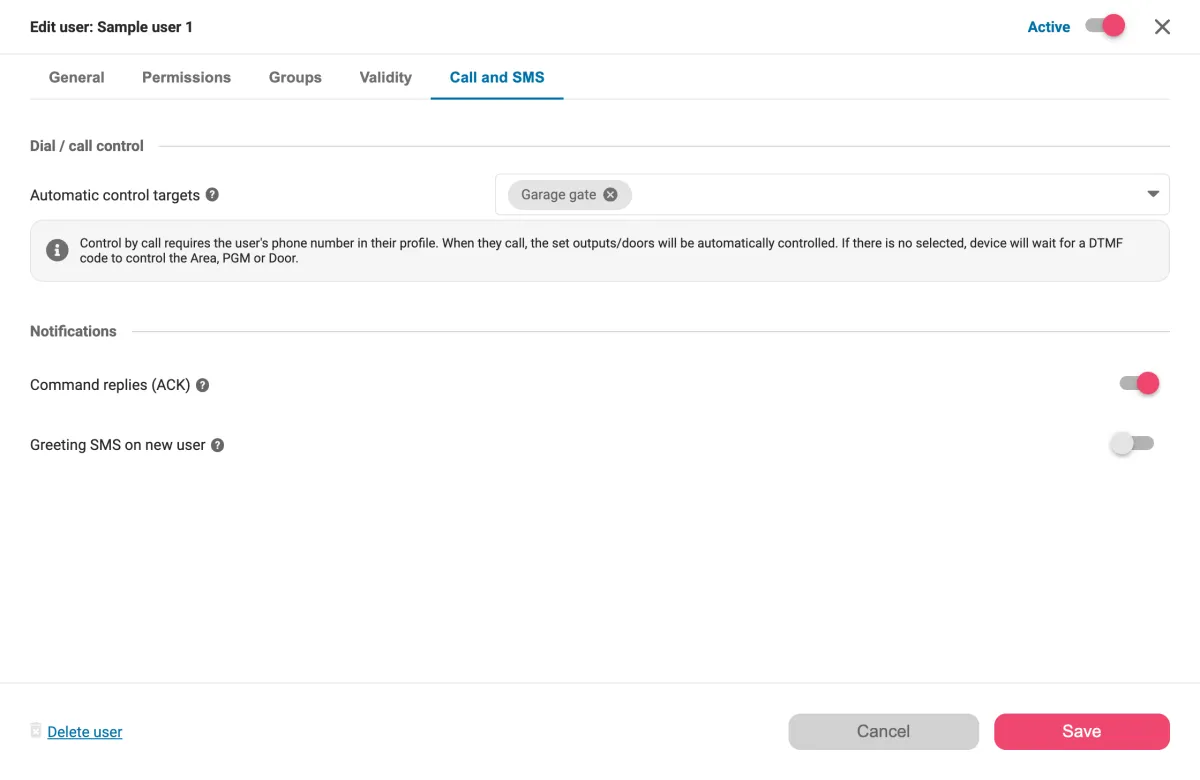 Edit user: Sample user 1
Active
General Permissions Groups Validity Call and SMS
Dial / call control
Automatic control targets ?
Garage gate
Control by call requires the user's phone number in their profile. When they call, the set outputs/doors will be automatically controlled. If there is no selected, device will wait for a DTMF
code to control the Area, PGM or Door.
Notifications
Command replies (ACK) ?
Greeting SMS on new user ?
Delete user
Cancel
Save